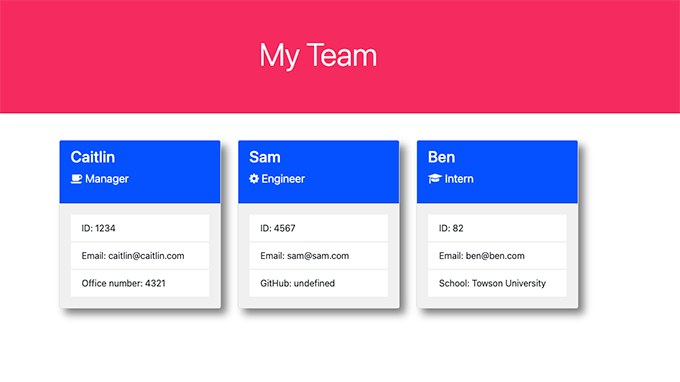 My Team
Caitlin
Manager
ID: 1234
Email: caitlin@caitlin.com
Office number: 4321
Sam
Engineer
ID: 4567
Email: sam@sam.com
GitHub: undefined
Ben
Intern
ID: 82
Email: ben@ben.com
School: Towson University